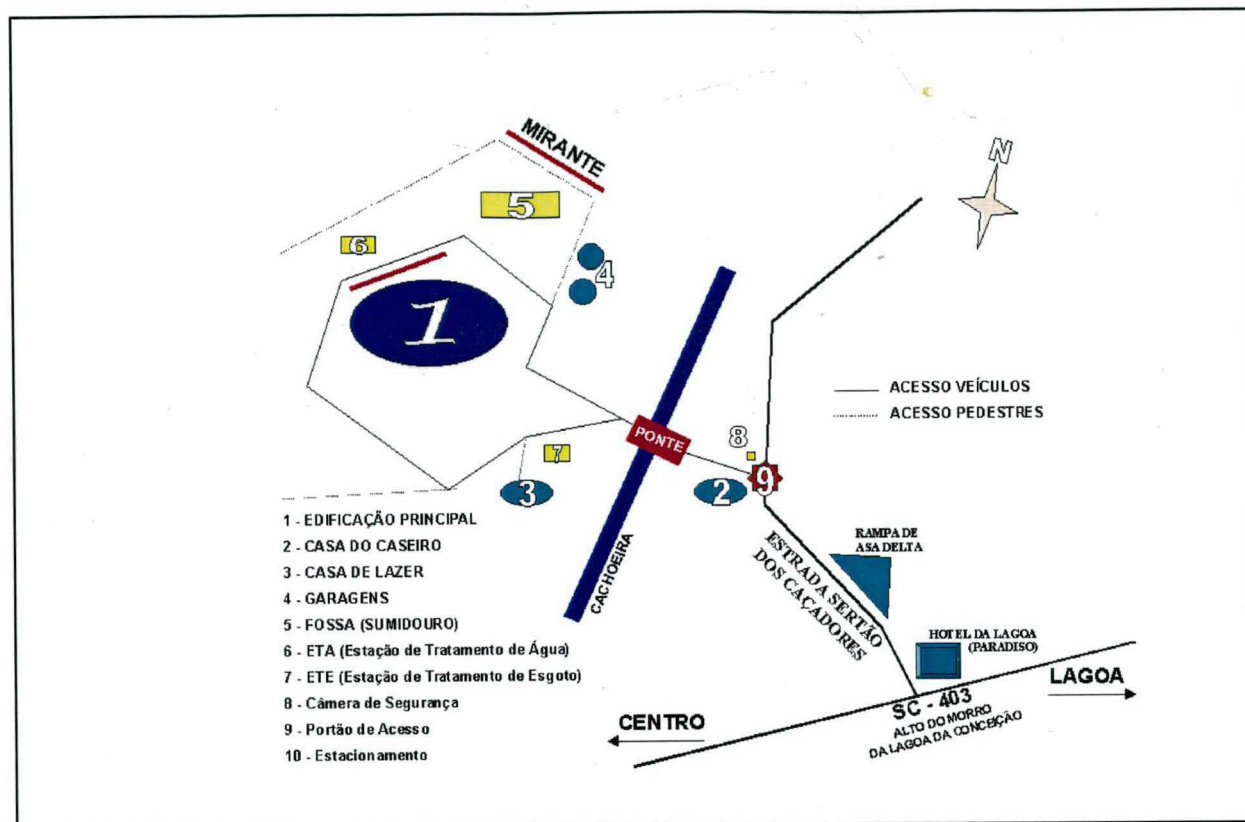 MIRANTE
N
5
6
4
1
ACESSO VEÍCULOS
ACESSO PEDESTRES
8
PONTE
7
9
3
2
1 - EDIFICAÇÃO PRINCIPAL
2 - CASA DO CASEIRO
3 - CASA DE LAZER
4 - GARAGENS
5 - FOSSA (SUMIDOURO)
6 - ETA (Estação de Tratamento de Água)
7 - ETE (Estação de Tratamento de Esgoto)
8 - Câmera de Segurança
9 - Portão de Acesso
10 - Estacionamento
CACHOEIRA
RAMPA DE
ASA DELTA
ESTRADA SERTÃO
DOS CAÇADORES
HOTEL DA LAGOA
(PARADISO)
LAGOA
CENTRO
SC - 403
ALTO DO MORRO
DA LAGOA DA CONCEIÇÃO